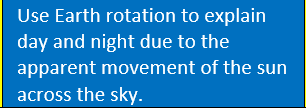 Use Earth rotation to explain
day and night due to the
apparent movement of the sun
across the sky.